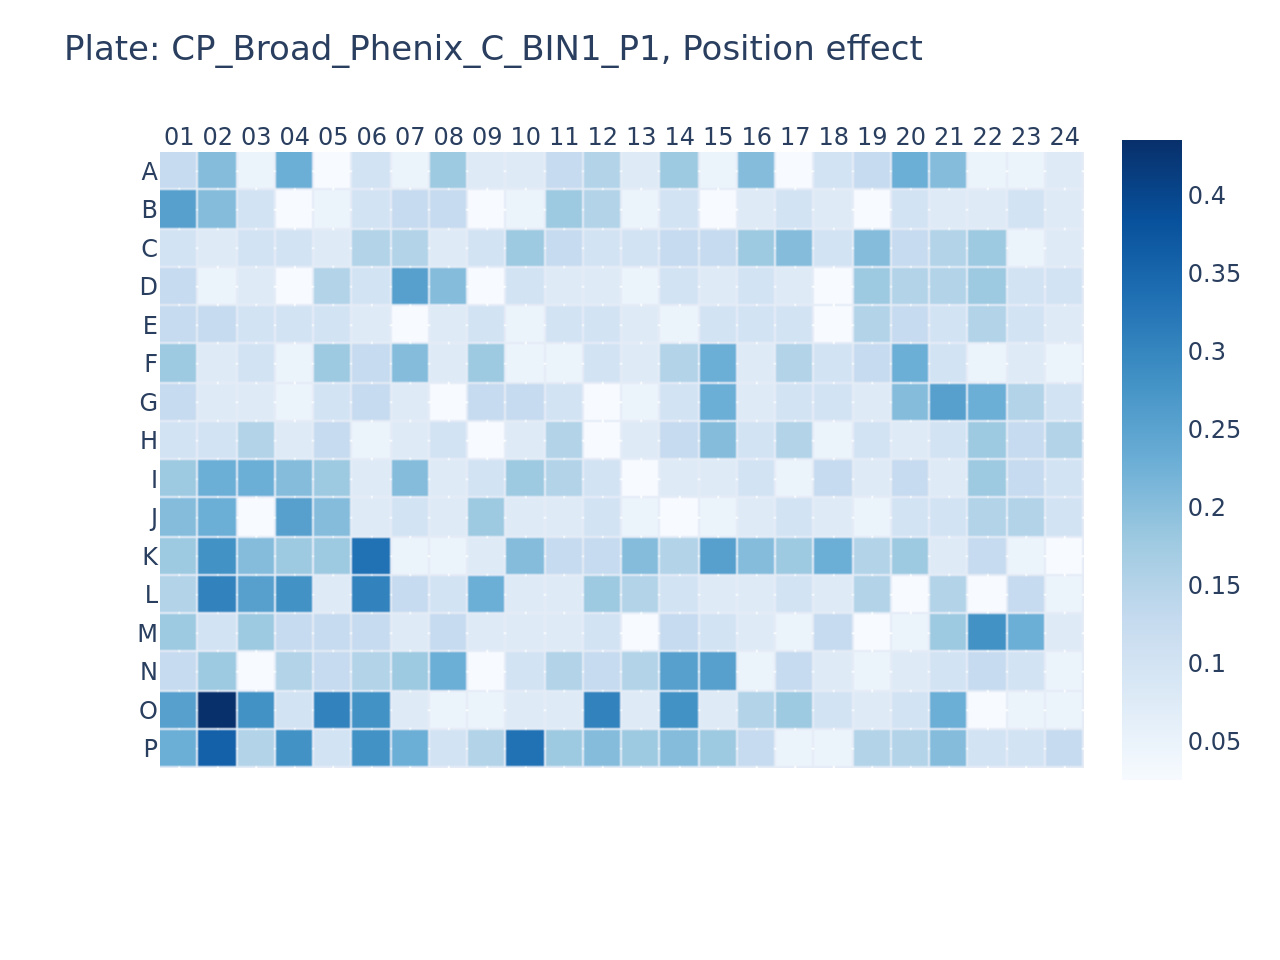 Plate: CP_Broad_Phenix_C_BIN1_P1, Position effect
01 02 03 04 05 06 07 08 09 10 11 12 13 14 15 16 17 18 19 20 21 22 23 24
A
B
C
D
E
F
G
H
I
J
K
L
M
N
O
P
0.4
0.35
0.3
0.25
0.2
0.15
0.1
0.05